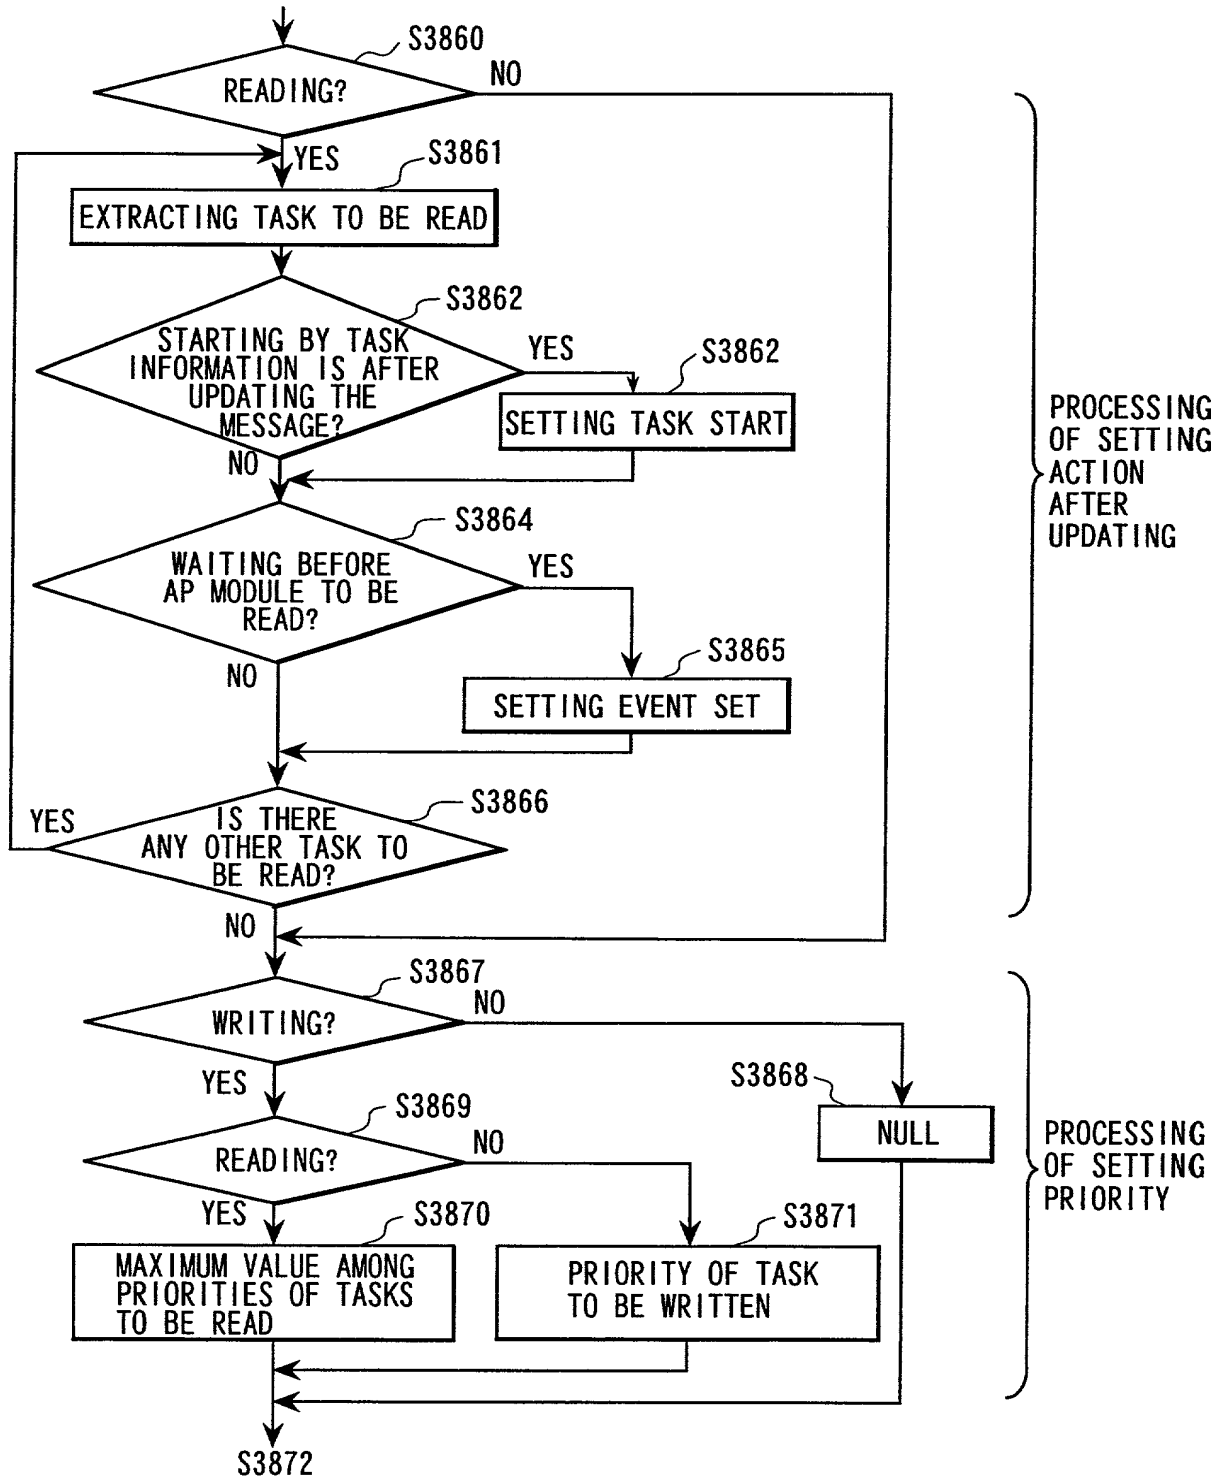 S3860
READING?
NO
YES
S3861
EXTRACTING TASK TO BE READ
S3862
STARTING BY TASK
INFORMATION IS AFTER
UPDATING THE
MESSAGE?
YES
S3862
SETTING TASK START
NO
S3864
WAITING BEFORE
AP MODULE TO BE
READ?
YES
NO
S3865
SETTING EVENT SET
S3866
IS THERE
ANY OTHER TASK TO
BE READ?
YES
NO
PROCESSING
OF SETTING
ACTION
AFTER
UPDATING
S3867
WRITING?
NO
YES
S3868
NULL
S3869
READING?
NO
YES
S3870
MAXIMUM VALUE AMONG
PRIORITIES OF TASKS
TO BE READ
S3871
PRIORITY OF TASK
TO BE WRITTEN
PROCESSING
OF SETTING
PRIORITY
S3872